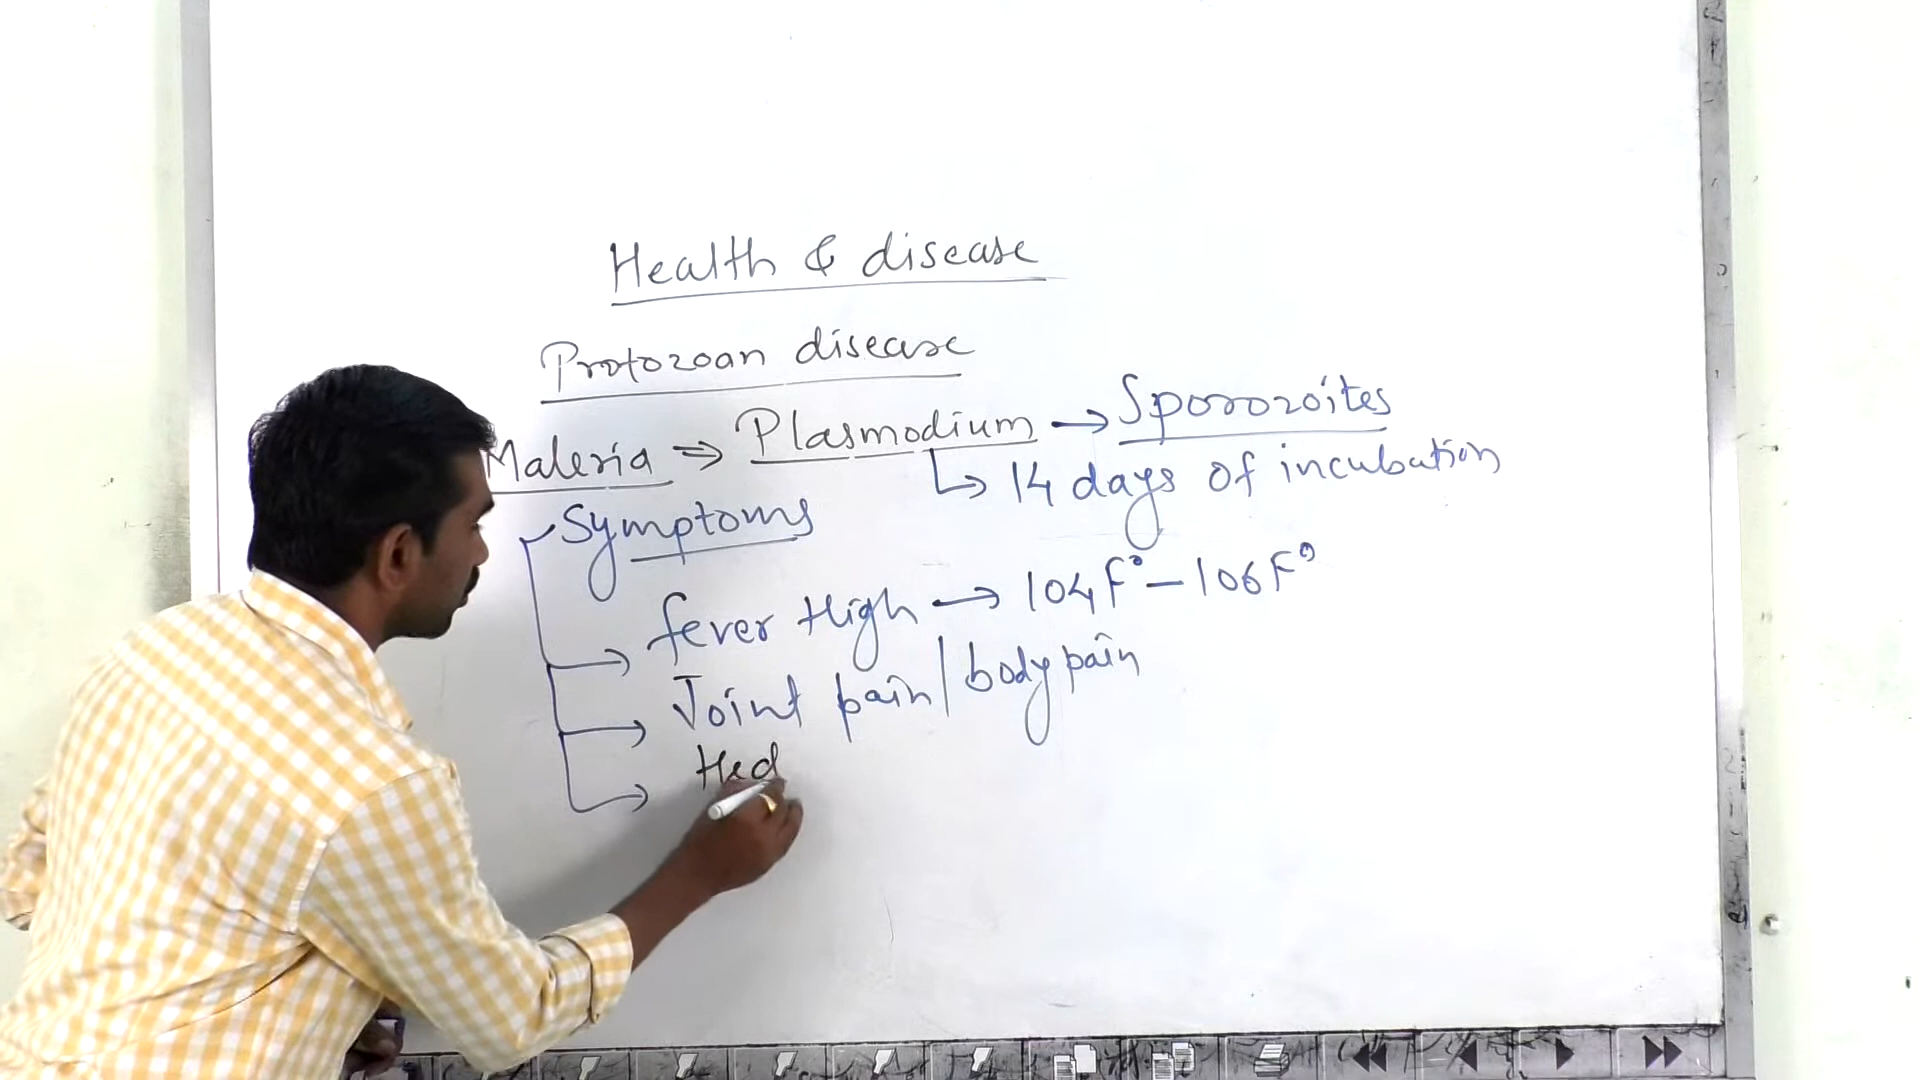 Health & disease
Protozoan disease
Maleria ⇒ Plasmodium → Sporozoites
↳ 14 days of incubation
Symptoms
→ fever High → 104F° – 106F°
→ Joint pain / body pain
→ Hed